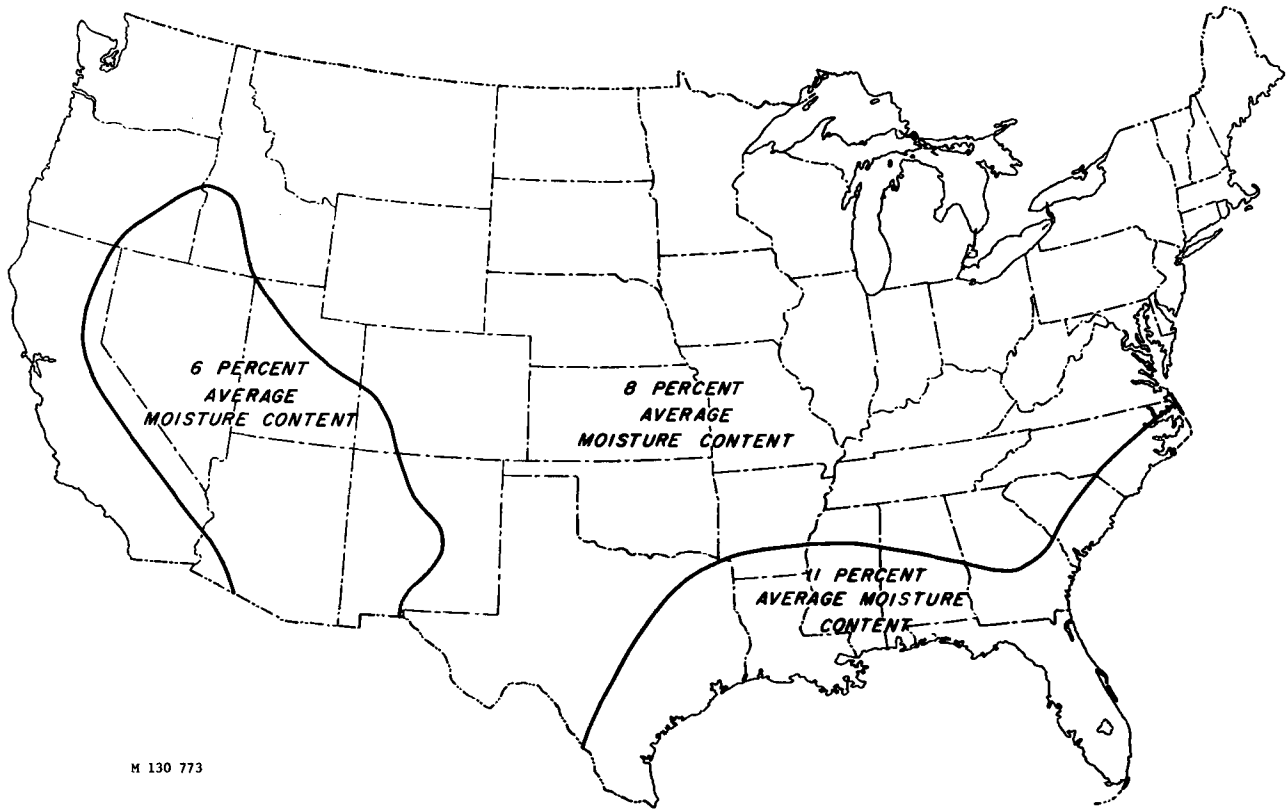 6 PERCENT
AVERAGE
MOISTURE CONTENT
8 PERCENT
AVERAGE
MOISTURE CONTENT
11 PERCENT
AVERAGE MOISTURE
CONTENT
M 130 773